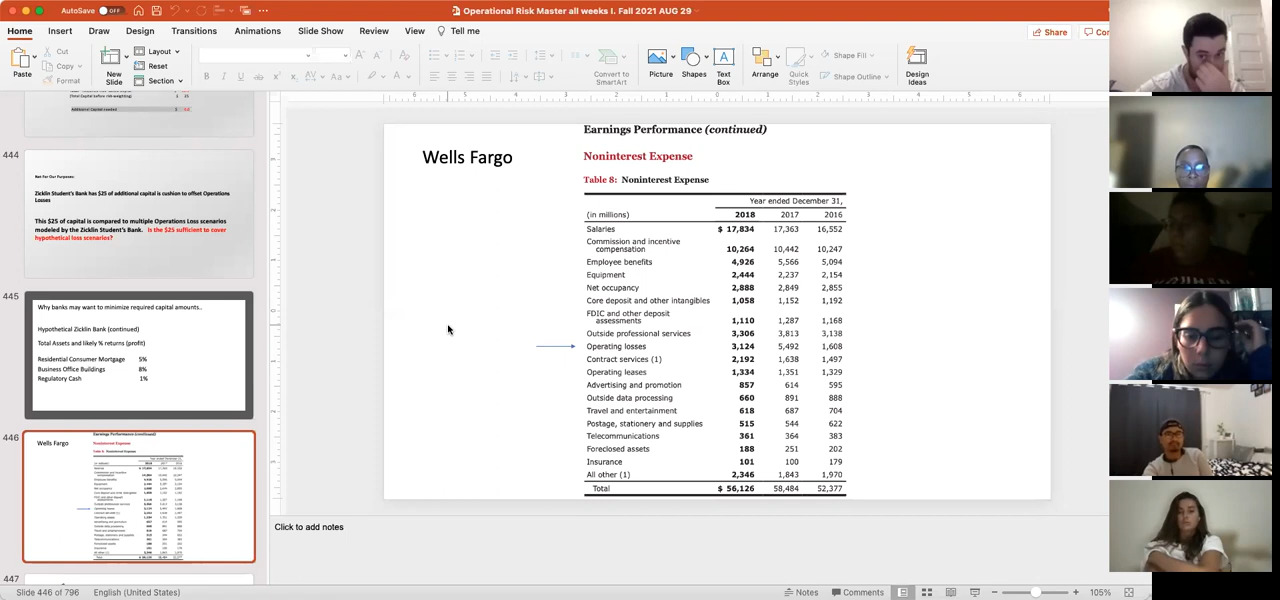 AutoSave OFF
Operational Risk Master all weeks I. Fall 2021 AUG 29
Home Insert Draw Design Transitions Animations Slide Show Review View Tell me
Share
Paste
Cut
Copy
Format
New Slide
Layout
Reset
Section
Convert to SmartArt
Picture
Shapes
Text Box
Arrange
Quick Styles
Shape Fill
Shape Outline
Design Ideas
444
Not For Our Purposes:
Zicklin Student's Bank has $25 of additional capital is cushion to offset Operations
Losses
This $25 of capital is compared to multiple Operations Loss scenarios
modeled by the Zicklin Student's Bank. Is the $25 sufficient to cover
hypothetical loss scenarios?
445
Why banks may want to minimize required capital amounts..
Hypothetical Zicklin Bank (continued)
Total Assets and likely % returns (profit)
Residential Consumer Mortgage 5%
Business Office Buildings 8%
Regulatory Cash 1%
446
Wells Fargo
447
Wells Fargo
Earnings Performance (continued)
Noninterest Expense
Table 8: Noninterest Expense
Year ended December 31,
(in millions) 2018 2017 2016
Salaries $ 17,834 17,363 16,552
Commission and incentive
compensation 10,264 10,442 10,247
Employee benefits 4,926 5,566 5,094
Equipment 2,444 2,237 2,154
Net occupancy 2,888 2,849 2,855
Core deposit and other intangibles 1,058 1,152 1,192
FDIC and other deposit
assessments 1,110 1,287 1,168
Outside professional services 3,306 3,813 3,138
Operating losses 3,124 5,492 1,608
Contract services (1) 2,192 1,638 1,497
Operating leases 1,334 1,351 1,329
Advertising and promotion 857 614 595
Outside data processing 660 891 888
Travel and entertainment 618 687 704
Postage, stationery and supplies 515 544 622
Telecommunications 361 364 383
Foreclosed assets 188 251 202
Insurance 101 100 179
All other (1) 2,346 1,843 1,970
Total $ 56,126 58,484 52,377
Click to add notes
Slide 446 of 796 English (United States)
Notes Comments 105%